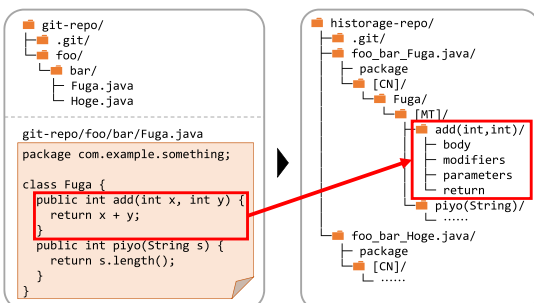 git-repo/
.git/
foo/
bar/
Fuga.java
Hoge.java
git-repo/foo/bar/Fuga.java
package com.example.something;
class Fuga {
public int add(int x, int y) {
return x + y;
}
public int piyo(String s) {
return s.length();
}
}
historage-repo/
.git/
foo_bar_Fuga.java/
package
[CN]/
Fuga/
[MT]/
add(int,int)/
body
modifiers
parameters
return
piyo(String)/
……
foo_bar_Hoge.java/
package
[CN]/
……